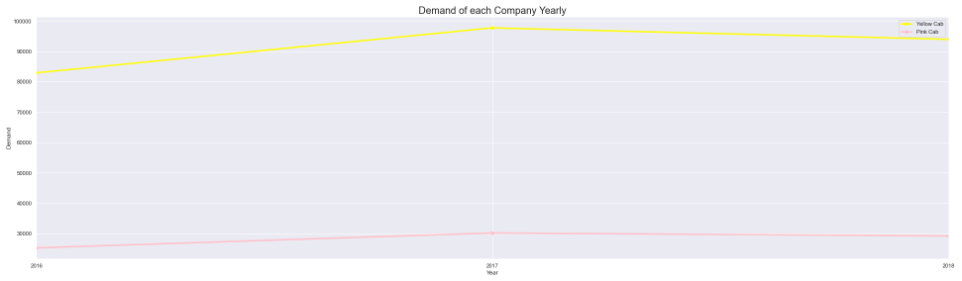 Demand of each Company Yearly
100000
90000
80000
70000
60000
50000
40000
30000
Demand
Yellow Cab
Pink Cab
2016
2017
2018
Year